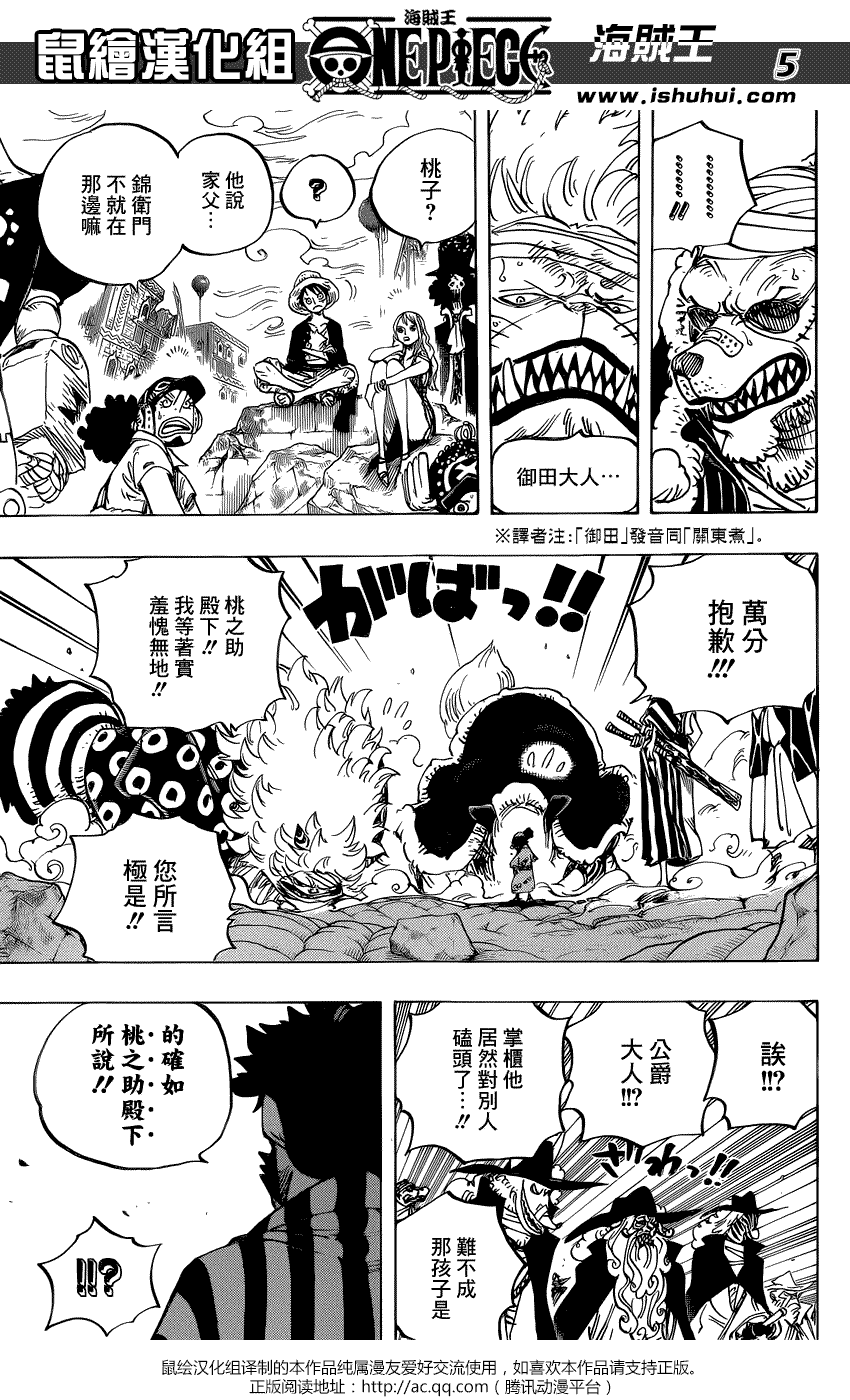 鼠繪漢化組
海賊王
ONE PIECE
海賊王
5
www.ishuhui.com
………
………!!
御田大人…
桃子?
?
他說
家父…
錦衛門
不就在
那邊嘛
※譯者注:「御田」發音同「關東煮」。
がばっ!!
萬分
抱歉!!!
桃之助
殿下!!
我等著實
羞愧無地!!
您所言
極是!!
誒
!!?
公爵
大人!!?
掌櫃他
居然對別人
磕頭了…!!
ざわっ!!
難不成
那孩子是
的確如
桃之助殿下
所說!!
!!?
鼠绘汉化组译制的本作品纯属漫友爱好交流使用，如喜欢本作品请支持正版。
正版阅读地址：http://ac.qq.com（腾讯动漫平台）